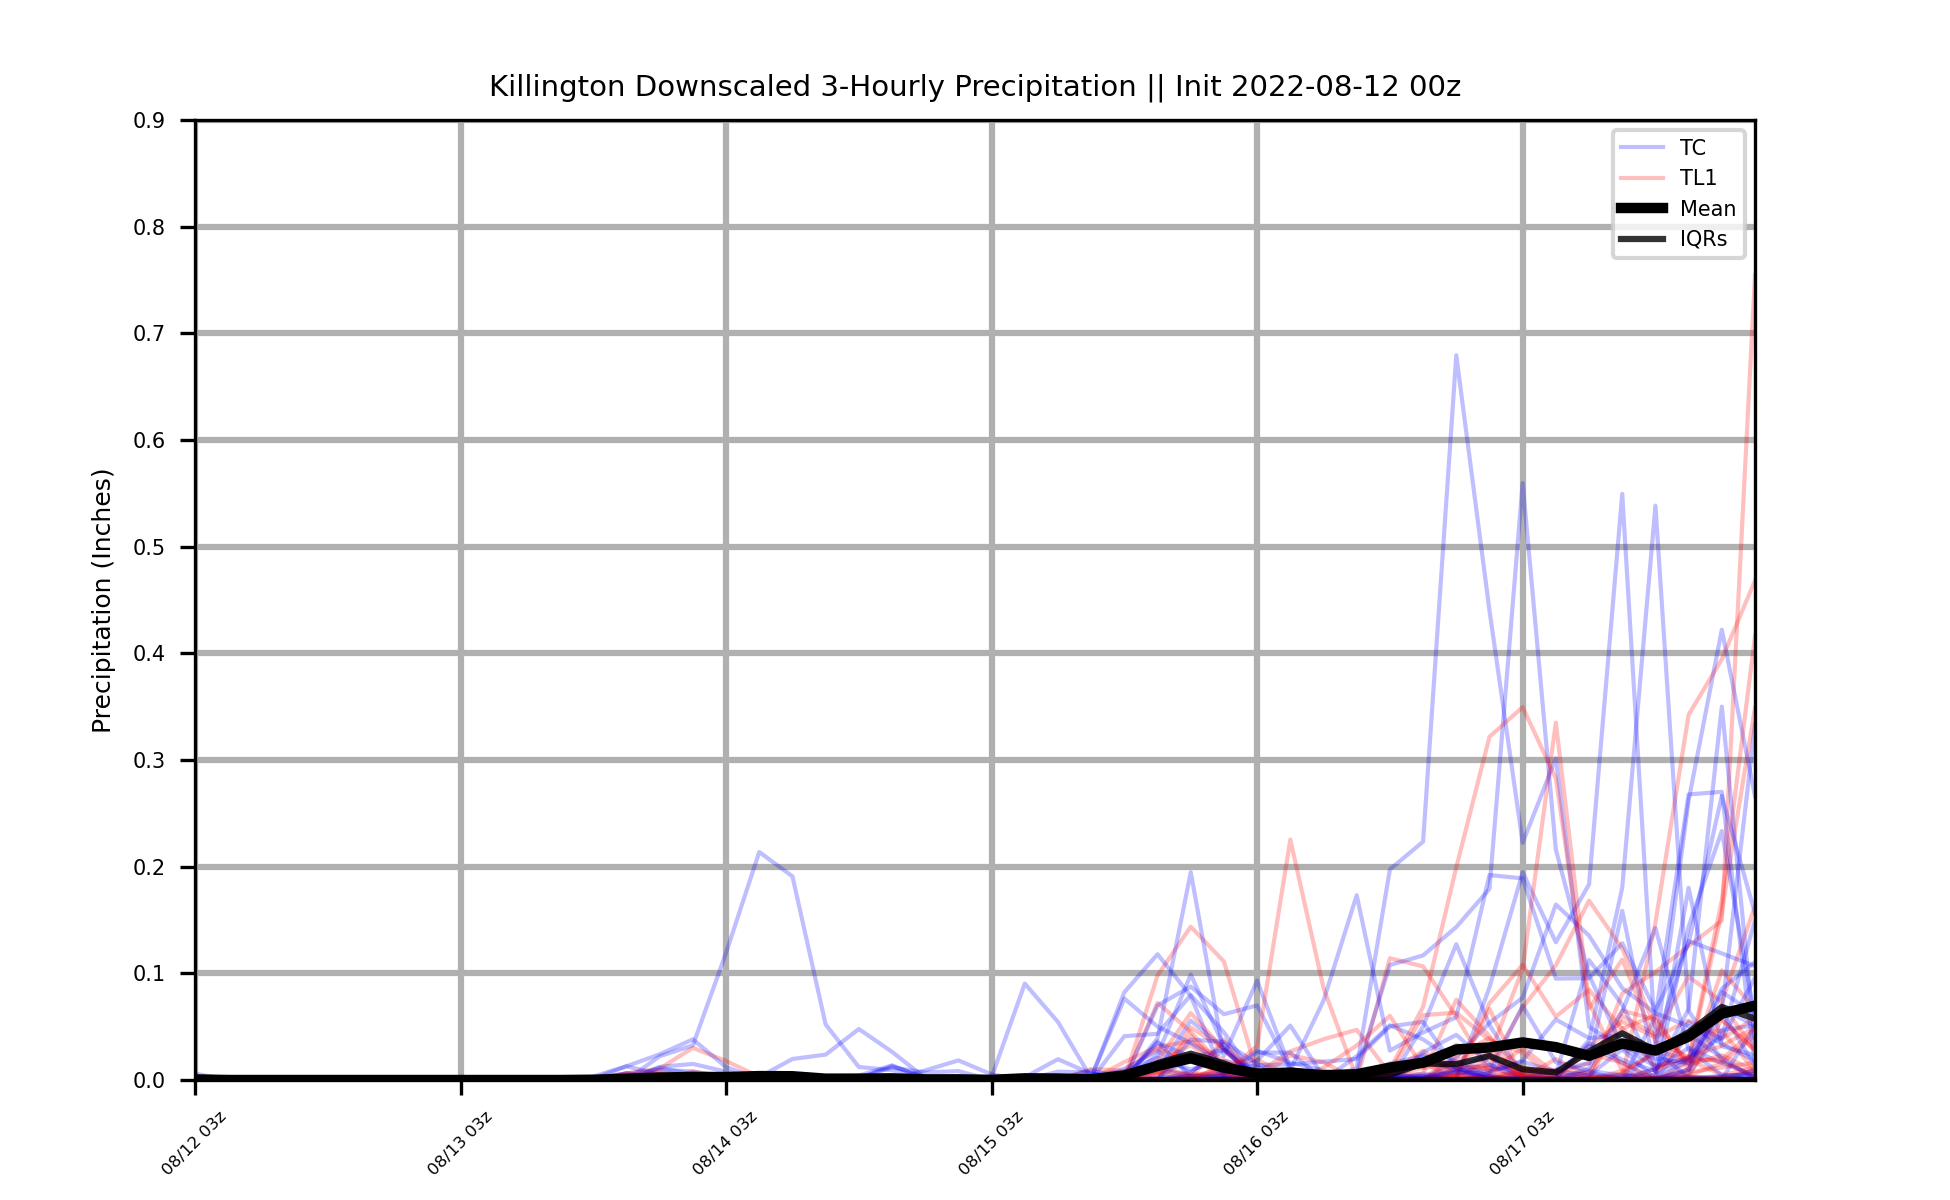 Killington Downscaled 3-Hourly Precipitation || Init 2022-08-12 00z
Precipitation (Inches)
0.9
0.8
0.7
0.6
0.5
0.4
0.3
0.2
0.1
0.0
TC
TL1
Mean
IQRs
08/12 03z
08/13 03z
08/14 03z
08/15 03z
08/16 03z
08/17 03z